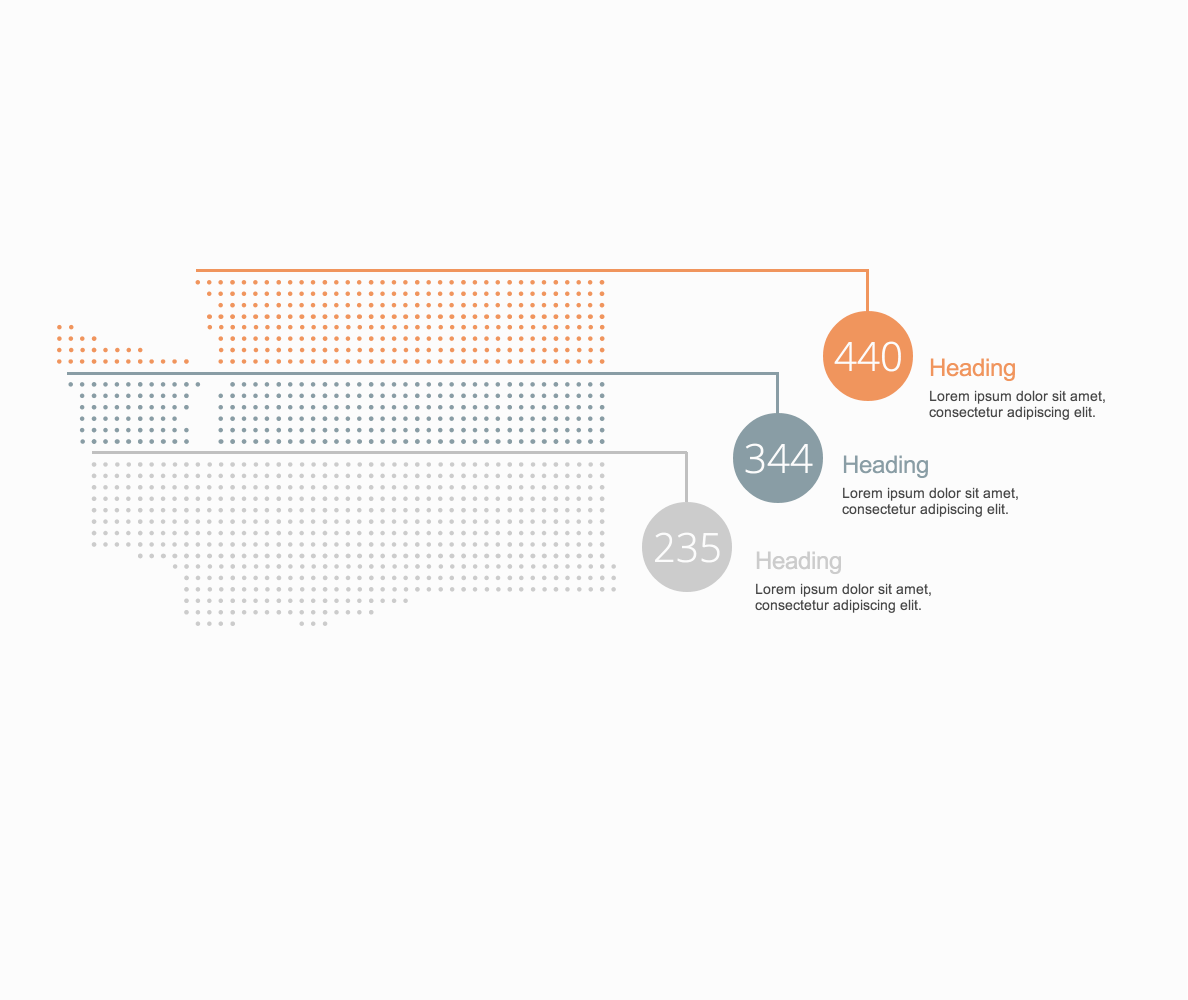 440
Heading
Lorem ipsum dolor sit amet,
consectetur adipiscing elit.
344
Heading
Lorem ipsum dolor sit amet,
consectetur adipiscing elit.
235
Heading
Lorem ipsum dolor sit amet,
consectetur adipiscing elit.